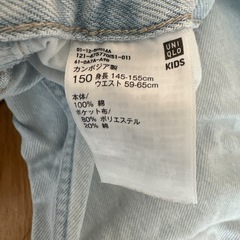 UNI
QLO
KIDS
カンボジア製
150 身長 145-155cm
ウエスト 59-65cm
本体/
100% 綿
ポケット布/
80% ポリエステル
20% 綿